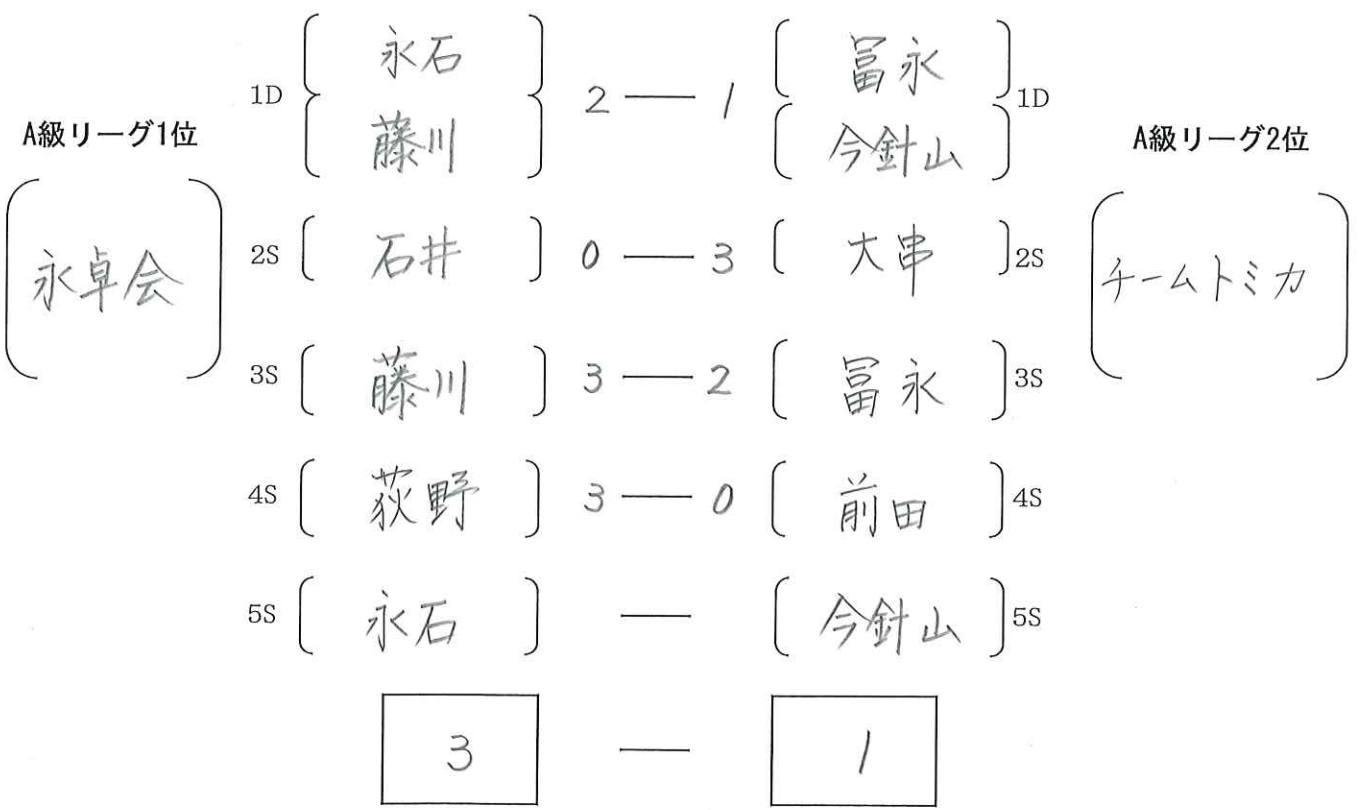 永石
1D 2 — 1 冨永 1D
藤川
今針山
A級リーグ1位
A級リーグ2位
永卓会
チームトミカ
2S 石井 0 — 3 大串 2S
3S 藤川 3 — 2 冨永 3S
4S 荻野 3 — 0 前田 4S
5S 永石 — 今針山 5S
3 — 1